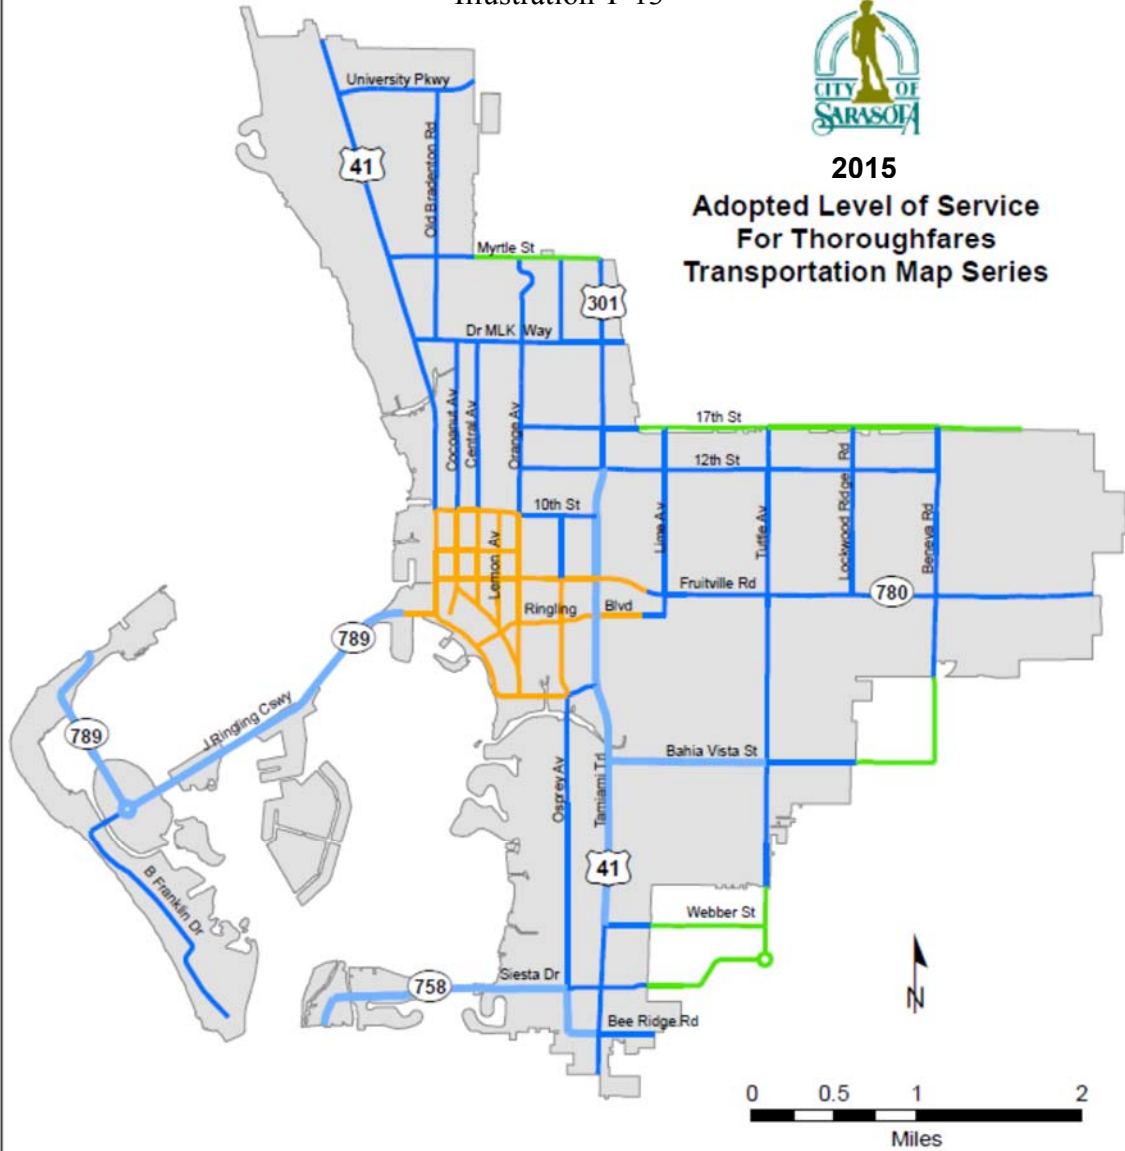 Illustration T-13
CITY OF
SARASOTA
2015
Adopted Level of Service
For Thoroughfares
Transportation Map Series
University Pkwy
41
Old Bradenton Rd
Myrtle St
301
Dr MLK Way
Cocoanut Av
Central Av
Orange Av
17th St
12th St
10th St
Lemon Av
Lime Av
Tuttle Av
Lockwood Ridge Rd
Beneva Rd
Fruitville Rd
780
Ringling Blvd
789
789
J Ringling Cswy
B Franklin Dr
Bahia Vista St
Osprey Av
Tamiami Trl
41
Webber St
Siesta Dr
758
Bee Ridge Rd
N
0 0.5 1 2
Miles